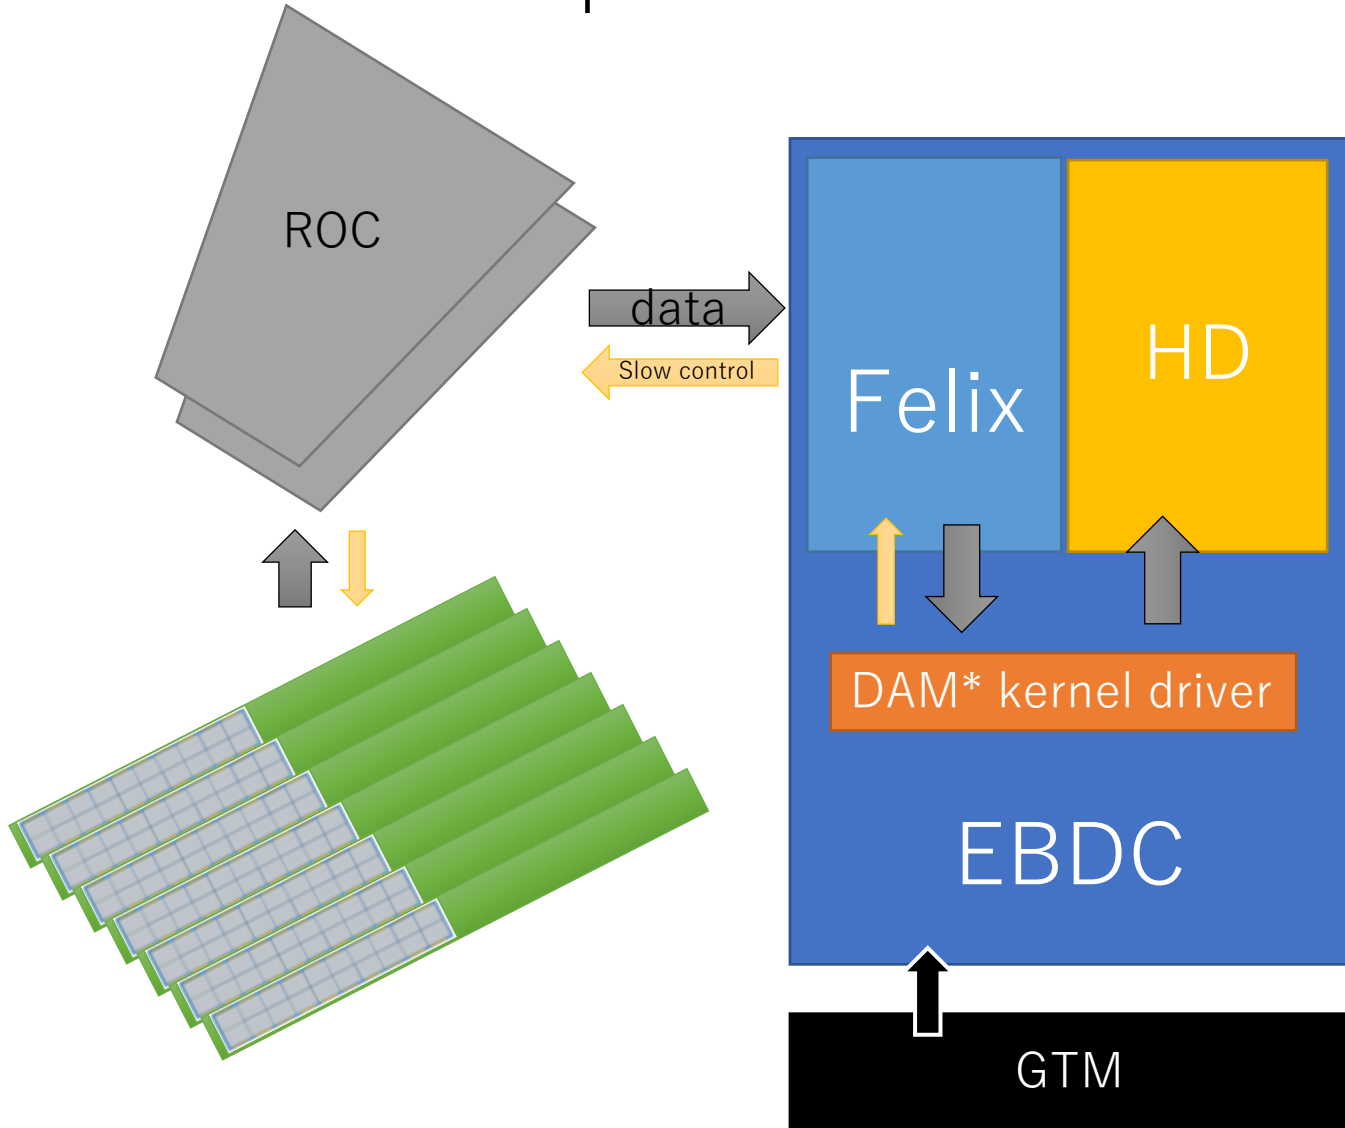 ROC
data
Slow control
Felix
HD
DAM* kernel driver
EBDC
GTM